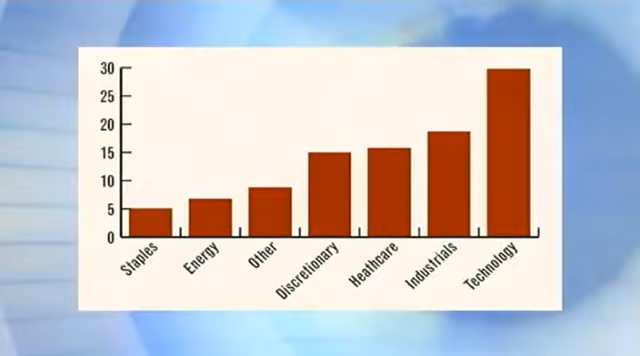 30
25
20
15
10
5
0
Staples
Energy
Other
Discretionary
Heathcare
Industrials
Technology